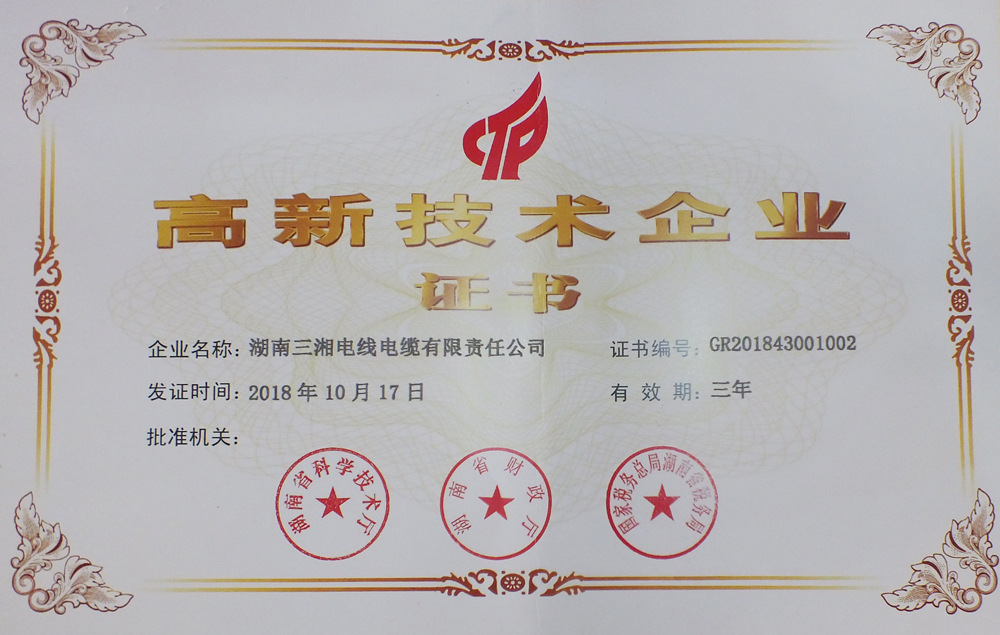 高新技术企业
证书
企业名称：湖南三湘电线电缆有限责任公司
证书编号：GR201843001002
发证时间：2018年10月17日
有效期：三年
批准机关：
湖南省科学技术厅
湖南省财政厅
国家税务总局湖南省税务局